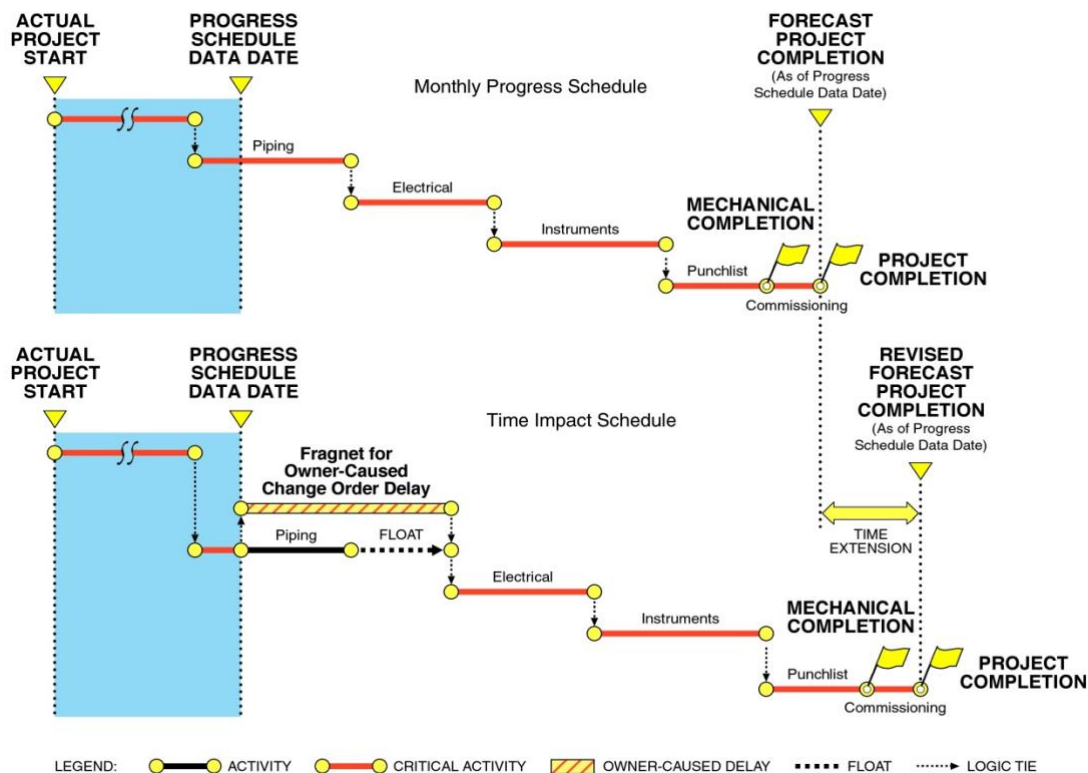 ACTUAL
PROJECT
START
PROGRESS
SCHEDULE
DATA DATE
FORECAST
PROJECT
COMPLETION
(As of Progress
Schedule Data Date)
Monthly Progress Schedule
Piping
Electrical
Instruments
MECHANICAL
COMPLETION
Punchlist
PROJECT
COMPLETION
Commissioning
ACTUAL
PROJECT
START
PROGRESS
SCHEDULE
DATA DATE
REVISED
FORECAST
PROJECT
COMPLETION
(As of Progress
Schedule Data Date)
Time Impact Schedule
Fragnet for
Owner-Caused
Change Order Delay
Piping
FLOAT
TIME
EXTENSION
Electrical
Instruments
MECHANICAL
COMPLETION
Punchlist
PROJECT
COMPLETION
Commissioning
LEGEND: ACTIVITY CRITICAL ACTIVITY OWNER-CAUSED DELAY FLOAT LOGIC TIE